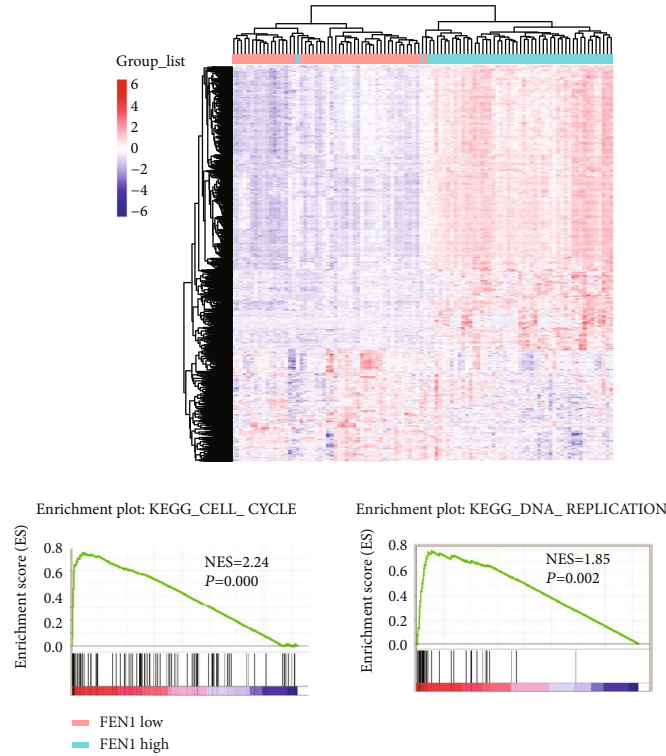 Group_list
6
4
2
0
−2
−4
−6
Enrichment plot: KEGG_CELL_ CYCLE
Enrichment score (ES)
0.8
0.6
0.4
0.2
0.0
NES=2.24
P=0.000
Enrichment plot: KEGG_DNA_ REPLICATION
Enrichment score (ES)
0.8
0.6
0.4
0.2
0.0
NES=1.85
P=0.002
FEN1 low
FEN1 high